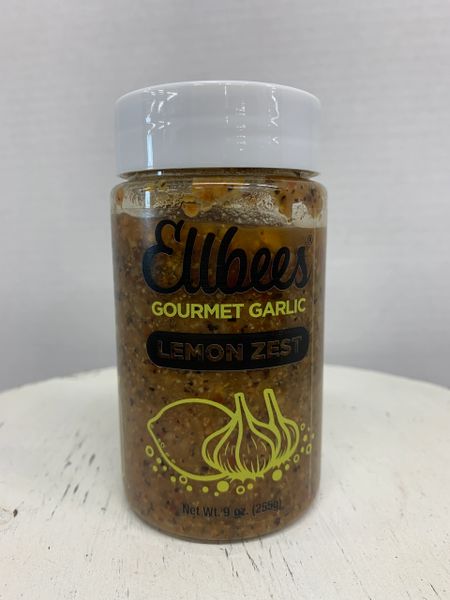 Ellbees®
GOURMET GARLIC
LEMON ZEST
Net Wt. 9 oz. (255g)